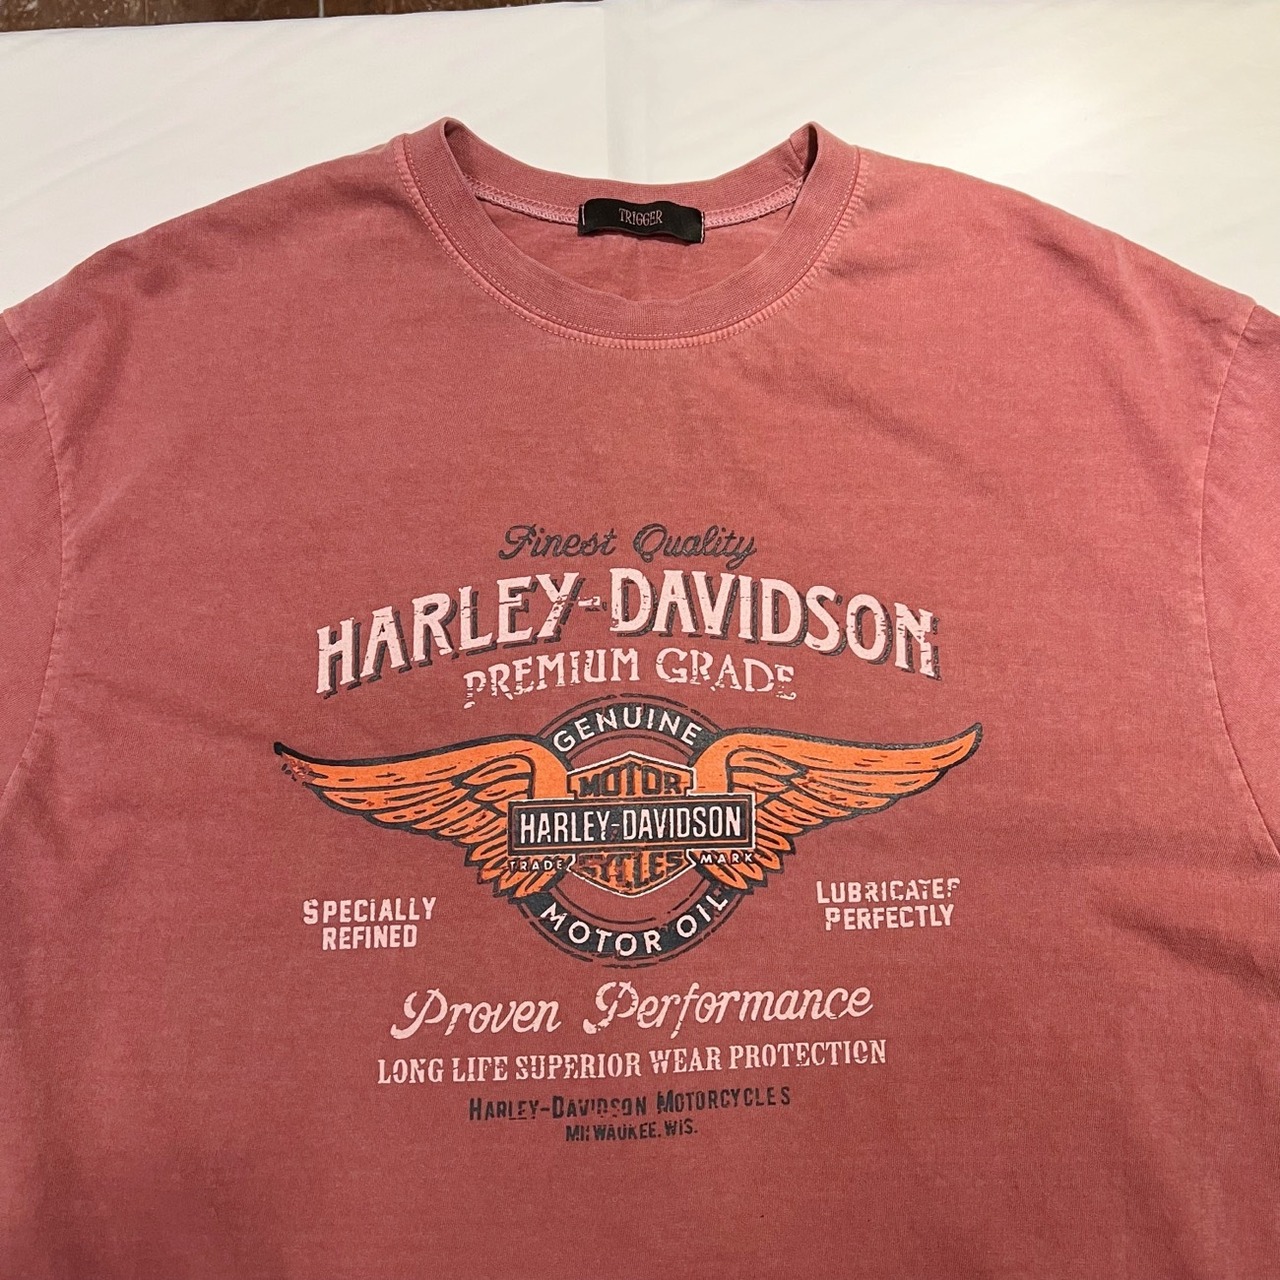 TRIGGER
Finest Quality
HARLEY-DAVIDSON
PREMIUM GRADE
GENUINE
MOTOR
HARLEY-DAVIDSON
TRADE MARK
CYCLES
MOTOR OIL
SPECIALLY
REFINED
LUBRICATES
PERFECTLY
Proven Performance
LONG LIFE SUPERIOR WEAR PROTECTION
HARLEY-DAVIDSON MOTORCYCLES
MILWAUKEE, WIS.